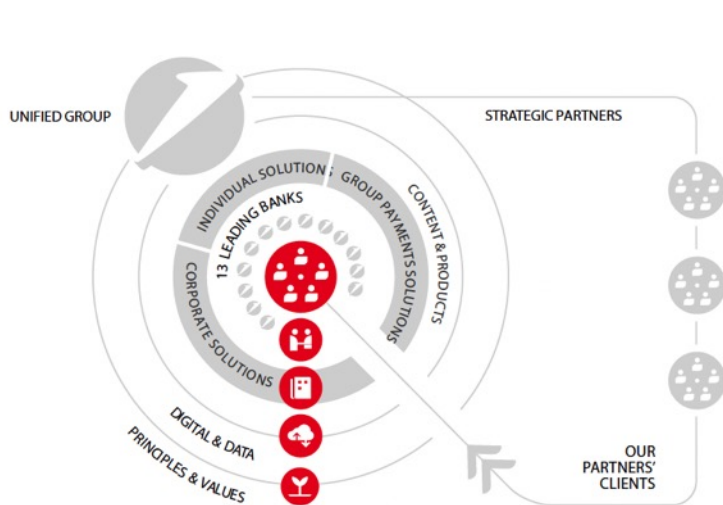 UNIFIED GROUP
STRATEGIC PARTNERS
INDIVIDUAL SOLUTIONS
GROUP PAYMENTS SOLUTIONS
CONTENT & PRODUCTS
13 LEADING BANKS
CORPORATE SOLUTIONS
DIGITAL & DATA
PRINCIPLES & VALUES
OUR
PARTNERS'
CLIENTS